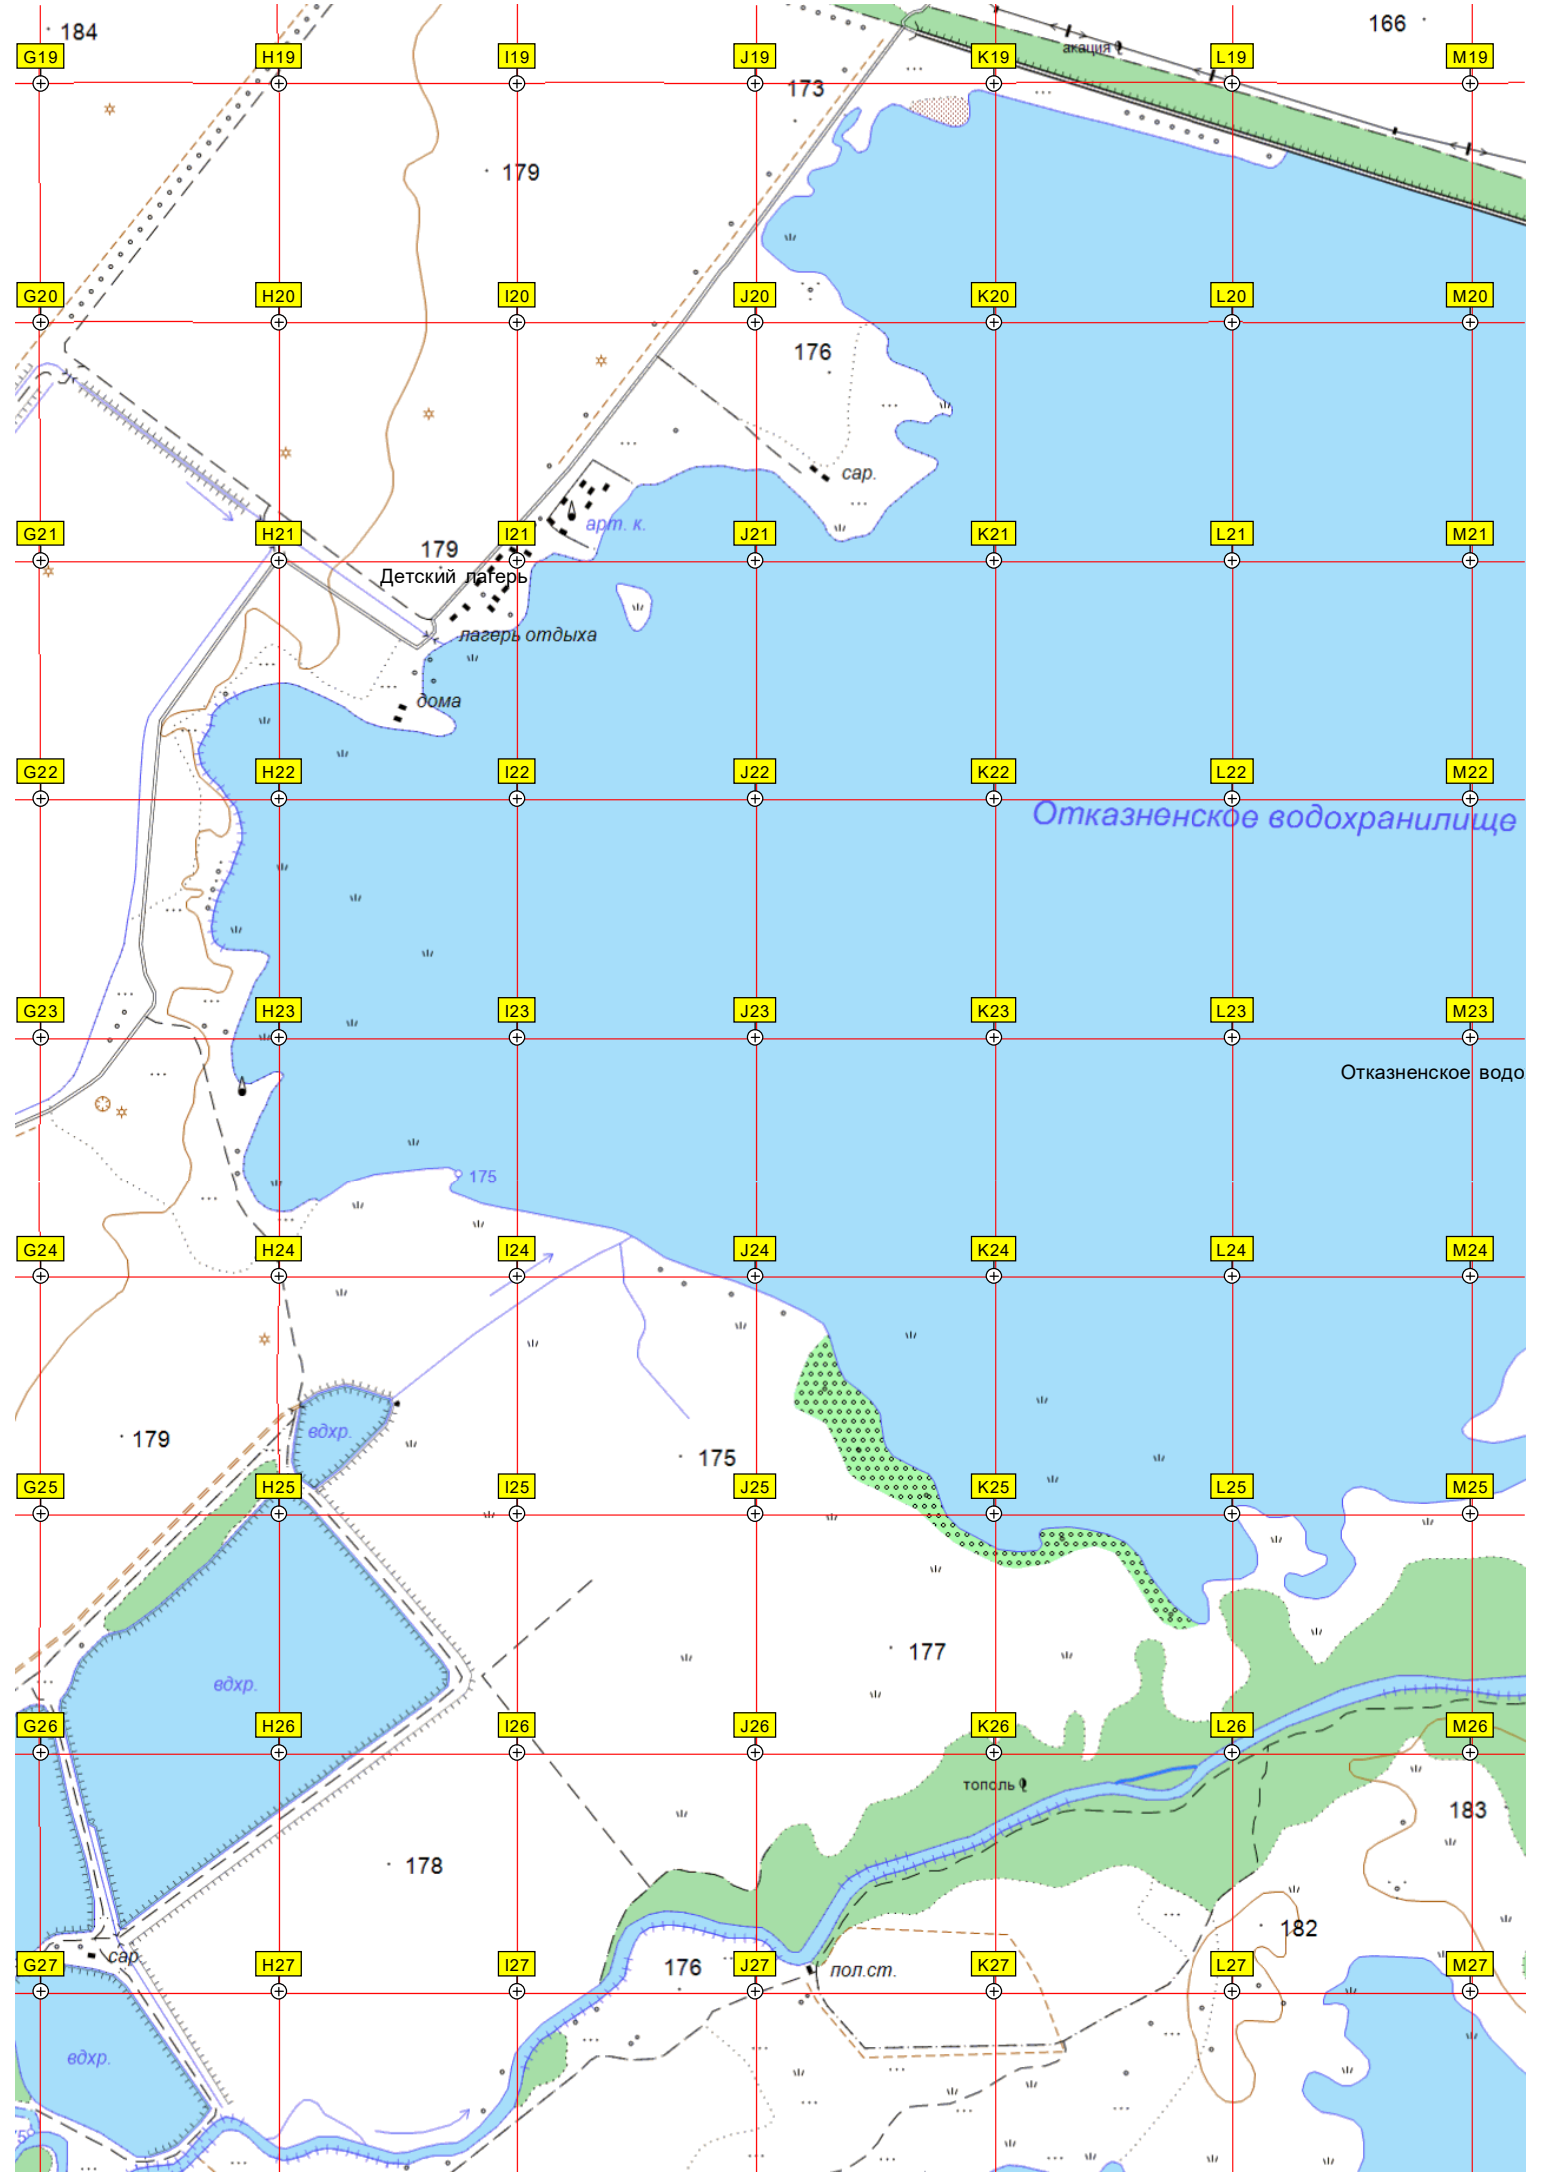 184
166
акация
G19 H19 I19 J19 K19 L19 M19
173
179
G20 H20 I20 J20 K20 L20 M20
176
сар.
арт. к.
G21 H21 I21 J21 K21 L21 M21
179
Детский лагерь
лагерь отдыха
дома
G22 H22 I22 J22 K22 L22 M22
Отказненское водохранилище
G23 H23 I23 J23 K23 L23 M23
Отказненское водо
175
G24 H24 I24 J24 K24 L24 M24
вдхр.
179
175
G25 H25 I25 J25 K25 L25 M25
177
вдхр.
G26 H26 I26 J26 K26 L26 M26
тополь
183
178
182
сар.
176
пол.ст.
G27 H27 I27 J27 K27 L27 M27
вдхр.